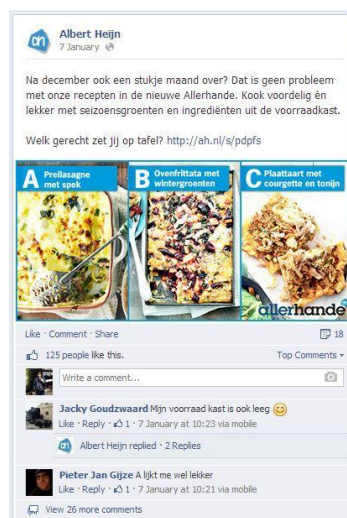 ah
Albert Heijn
7 January
Na december ook een stukje maand over? Dat is geen probleem
met onze recepten in de nieuwe Allerhande. Kook voordelig èn
lekker met seizoensgroenten en ingrediënten uit de voorraadkast.
Welk gerecht zet jij op tafel? http://ah.nl/s/pdpfs
A Preilasagne
met spek
B Ovenfrittata met
wintergroenten
C Plaattaart met
courgette en tonijn
allerhande
Like · Comment · Share
18
125 people like this.
Top Comments
Write a comment...
Jacky Goudzwaard Mijn voorraad kast is ook leeg
Like · Reply · 1 · 7 January at 10:23 via mobile
ah
Albert Heijn replied · 2 Replies
Pieter Jan Gijze A lijkt me wel lekker
Like · Reply · 1 · 7 January at 10:21 via mobile
View 26 more comments